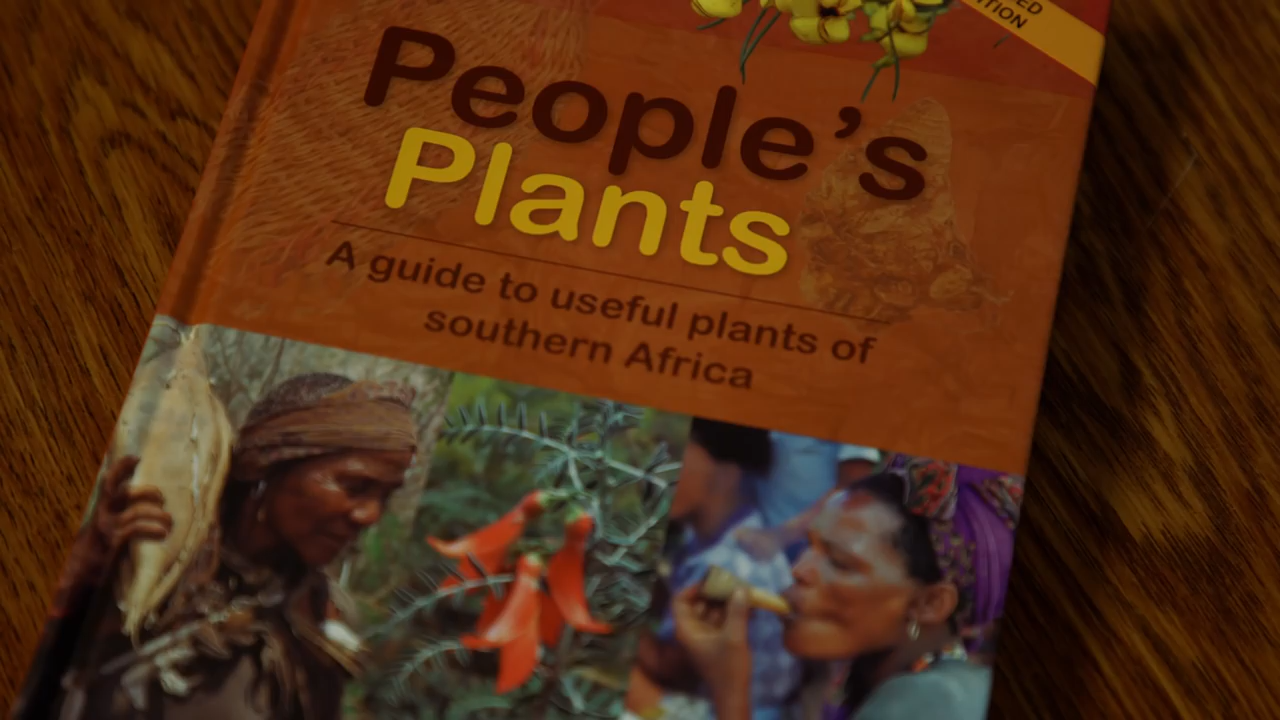 People's
Plants
A guide to useful plants of
southern Africa